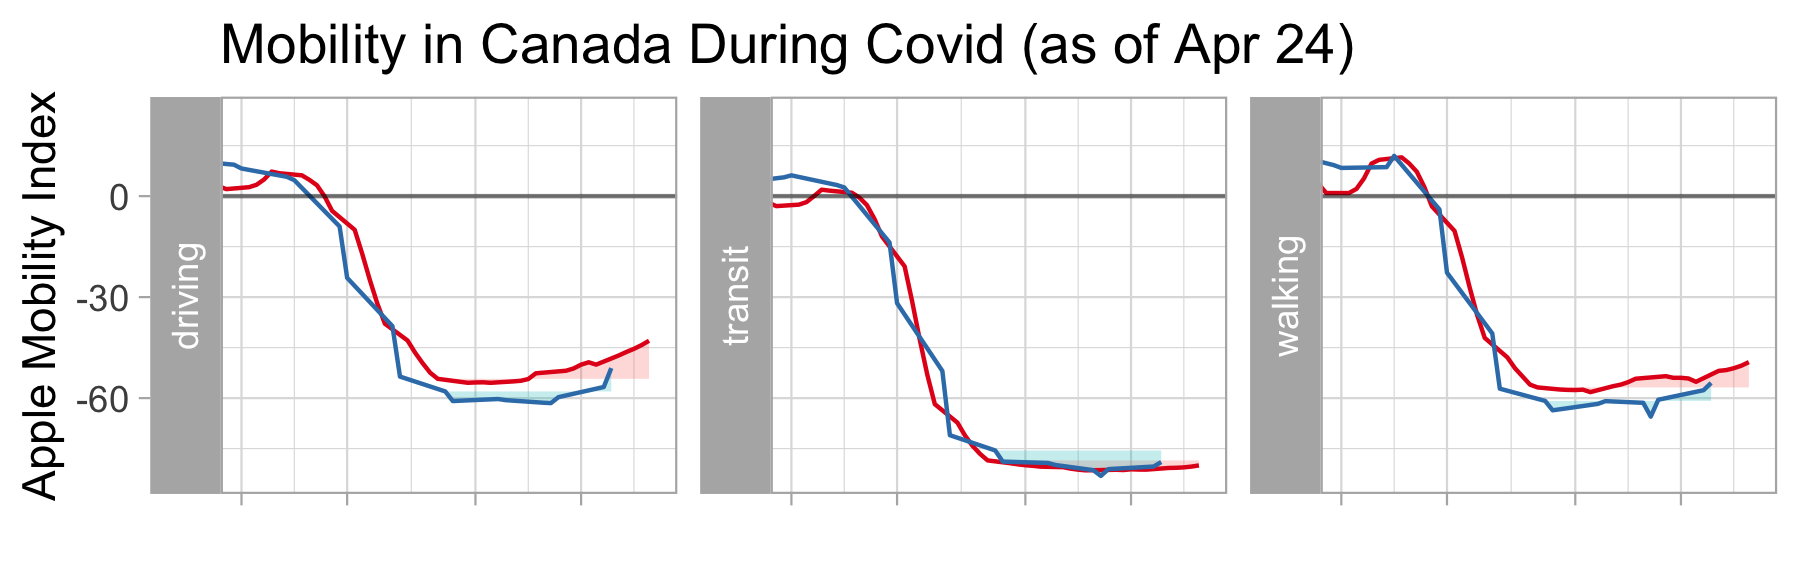 Mobility in Canada During Covid (as of Apr 24)
Apple Mobility Index
0
-30
-60
driving
transit
walking